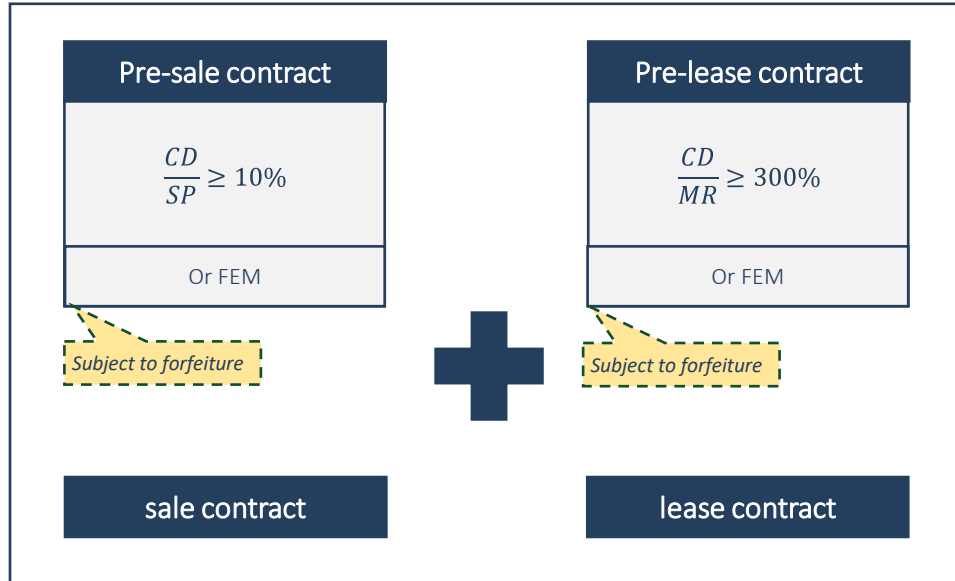 Pre-sale contract
CD/SP ≥ 10%
Or FEM
Subject to forfeiture
Pre-lease contract
CD/MR ≥ 300%
Or FEM
Subject to forfeiture
sale contract
lease contract